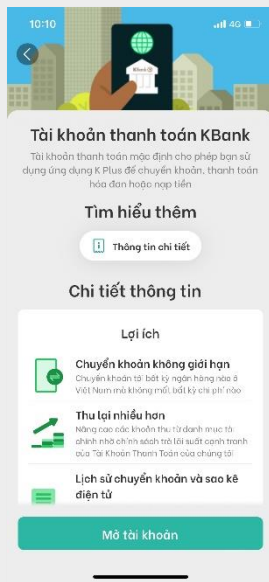 10:10
4G
KBank
Tài khoản thanh toán KBank
Tài khoản thanh toán mặc định cho phép bạn sử
dụng ứng dụng K Plus để chuyển khoản, thanh toán
hóa đơn hoặc nạp tiền
Tìm hiểu thêm
Thông tin chi tiết
Chi tiết thông tin
Lợi ích
Chuyển khoản không giới hạn
Chuyển khoản tới bất kỳ ngân hàng nào ở
Việt Nam mà không mất bất kỳ chi phí nào
Thu lại nhiều hơn
Nâng cao các khoản thu từ danh mục tài
chính nhờ chính sách trả lãi suất cạnh tranh
của Tài Khoản Thanh Toán của chúng tôi
Lịch sử chuyển khoản và sao kê
điện tử
Mở tài khoản